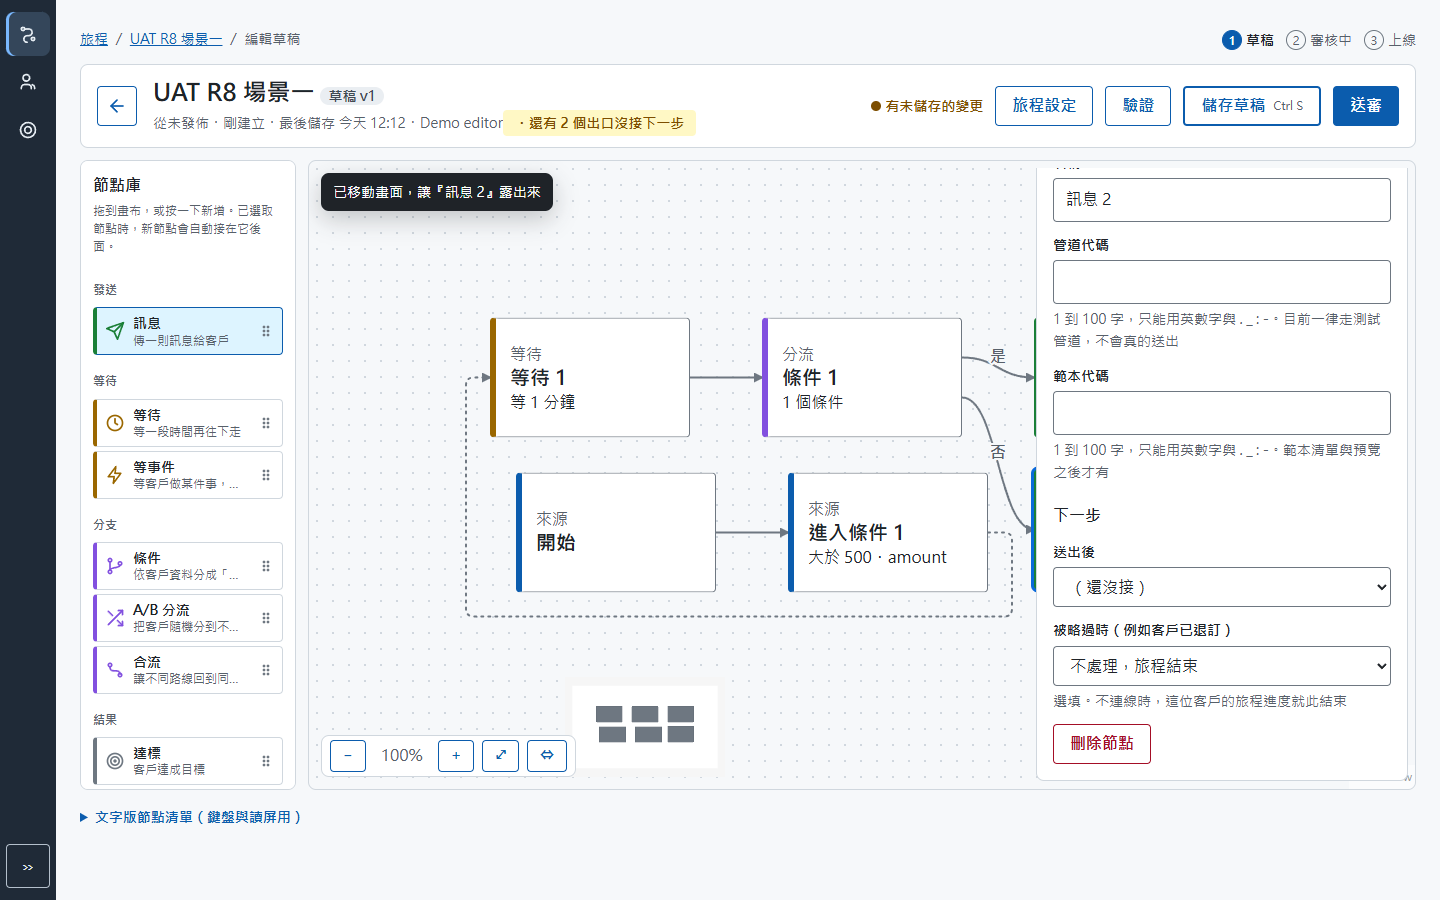 旅程 / UAT R8 場景一 / 編輯草稿
1 草稿 2 審核中 3 上線
UAT R8 場景一 草稿 v1
從未發佈 · 剛建立 · 最後儲存 今天 12:12 · Demo editor · 還有 2 個出口沒接下一步
有未儲存的變更
旅程設定
驗證
儲存草稿 Ctrl S
送審
節點庫
拖到畫布，或按一下新增。已選取
節點時，新節點會自動接在它後
面。
發送
訊息
傳一則訊息給客戶
等待
等待
等一段時間再往下走
等事件
等客戶做某件事，...
分支
條件
依客戶資料分成「...
A/B 分流
把客戶隨機分到不...
合流
讓不同路線回到同...
結果
達標
客戶達成目標
已移動畫面，讓『訊息 2』露出來
等待
等待 1
等 1 分鐘
分流
條件 1
1 個條件
是
否
來源
開始
來源
進入條件 1
大於 500 · amount
− 100% +
訊息 2
管道代碼
1 到 100 字，只能用英數字與 . _ : -。目前一律走測試
管道，不會真的送出
範本代碼
1 到 100 字，只能用英數字與 . _ : -。範本清單與預覽
之後才有
下一步
送出後
（還沒接）
被略過時（例如客戶已退訂）
不處理，旅程結束
選填。不連線時，這位客戶的旅程進度就此結束
刪除節點
文字版節點清單（鍵盤與讀屏用）